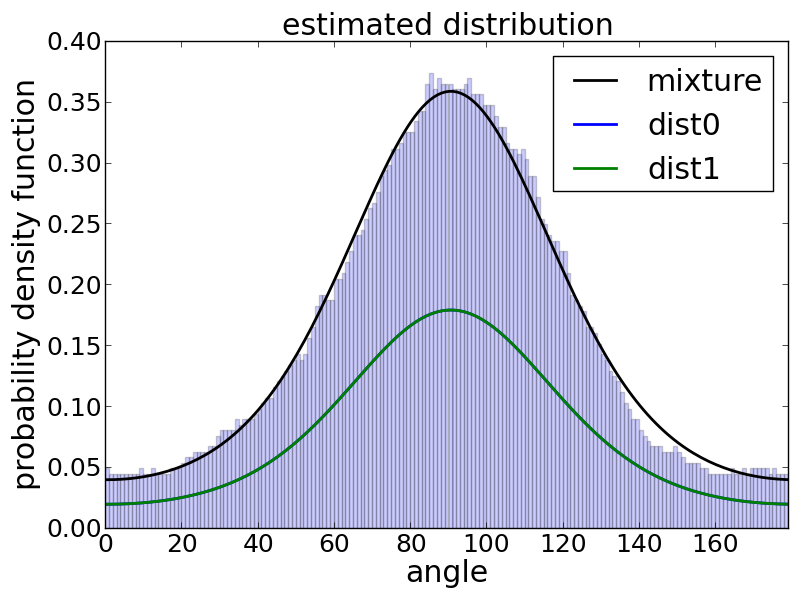 estimated distribution
probability density function
0.40
0.35
0.30
0.25
0.20
0.15
0.10
0.05
0.00
mixture
dist0
dist1
0 20 40 60 80 100 120 140 160
angle